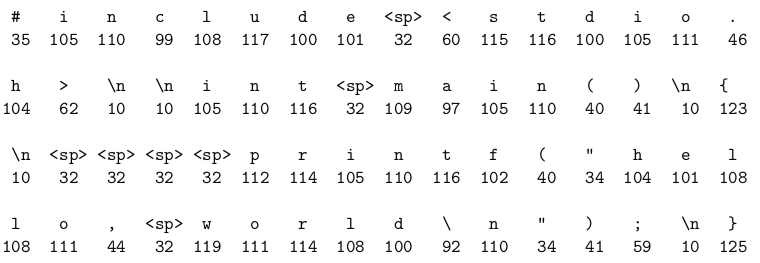 # i n c l u d e <sp> < s t d i o .
35 105 110 99 108 117 100 101 32 60 115 116 100 105 111 46
h > \n \n i n t <sp> m a i n ( ) \n {
104 62 10 10 105 110 116 32 109 97 105 110 40 41 10 123
\n <sp> <sp> <sp> <sp> p r i n t f ( " h e l
10 32 32 32 32 112 114 105 110 116 102 40 34 104 101 108
l o , <sp> w o r l d \ n " ) ; \n }
108 111 44 32 119 111 114 108 100 92 110 34 41 59 10 125